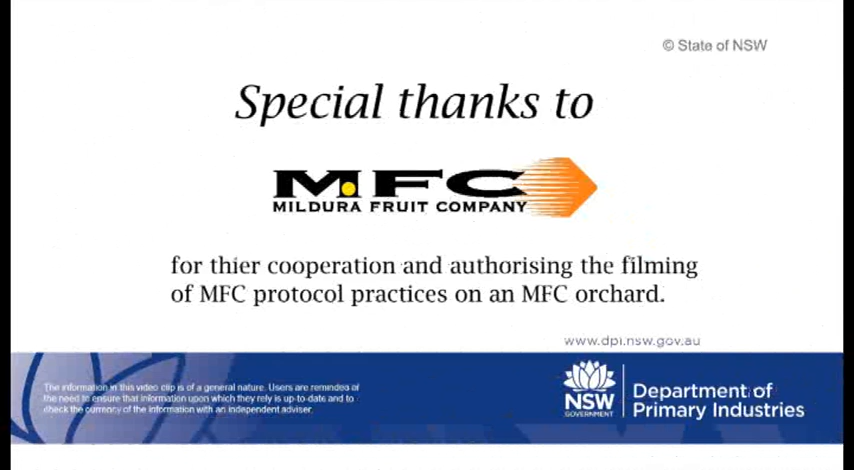 © State of NSW
Special thanks to
MFC
MILDURA FRUIT COMPANY
for thier cooperation and authorising the filming
of MFC protocol practices on an MFC orchard.
www.dpi.nsw.gov.au
The information in this video clip is of a general nature. Users are reminded of
the need to ensure that information upon which they rely is up-to-date and to
check the currency of the information with an independent adviser.
NSW
GOVERNMENT
Department of
Primary Industries